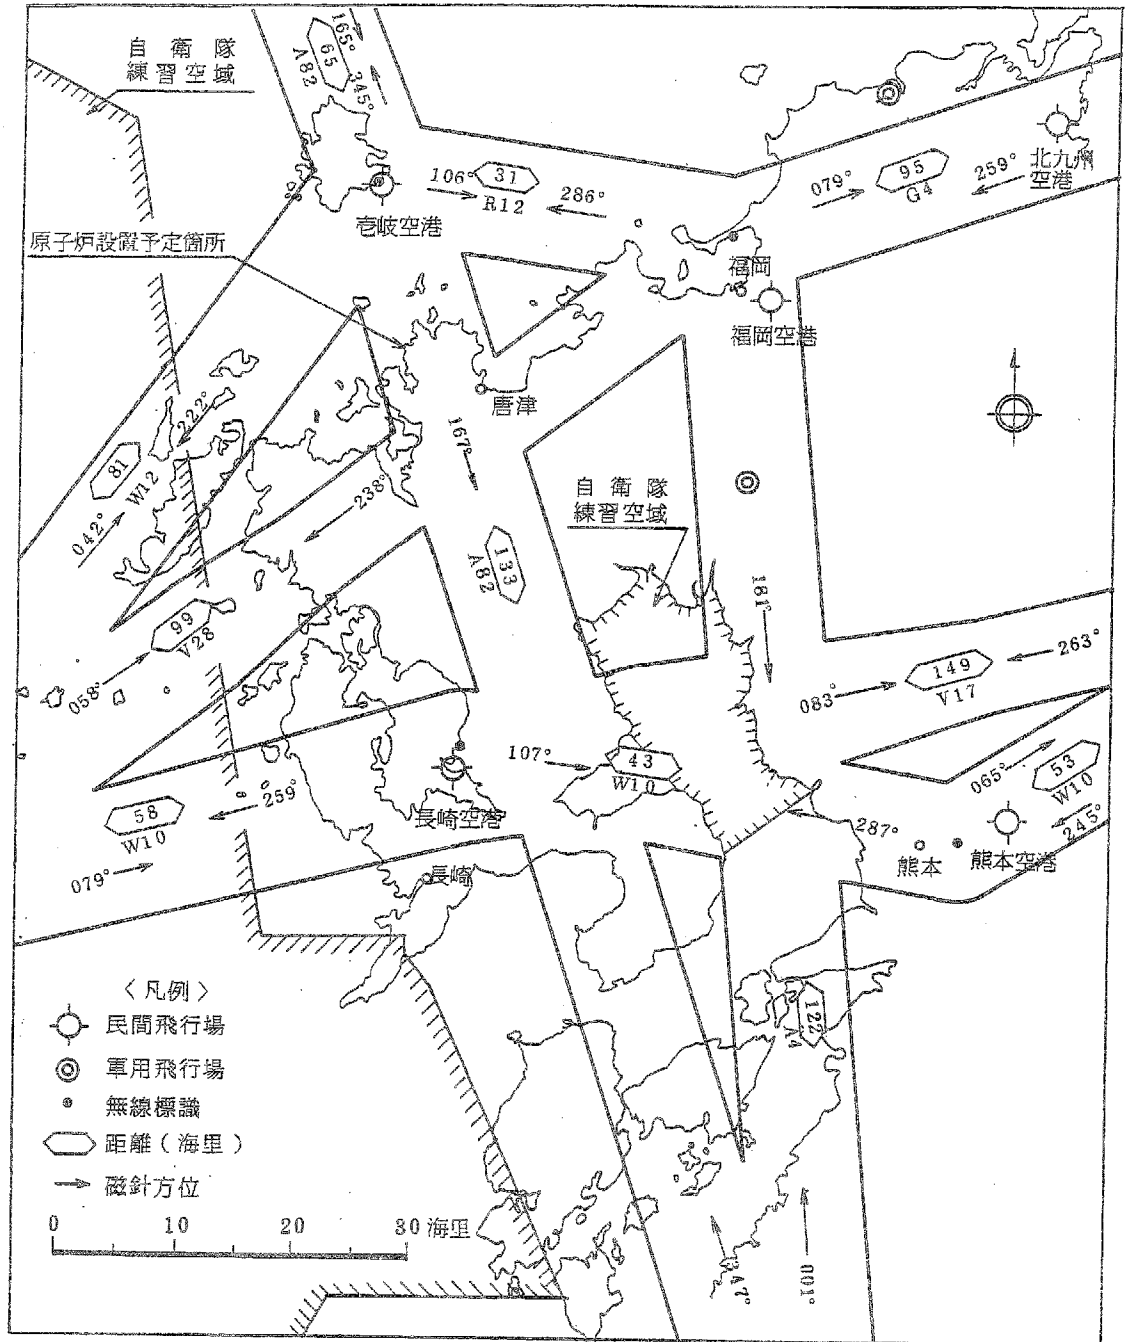 自衛隊
練習空域
165°
65
A82
345°
106°
31
R12
286°
079°
95
G4
259°
北九州
空港
壱岐空港
原子炉設置予定箇所
福岡
福岡空港
唐津
222°
81
W12
042°
167°
238°
自衛隊
練習空域
133
A82
99
V28
058°
181°
263°
149
V17
083°
107°
43
W10
065°
53
W10
245°
259°
58
W10
079°
長崎空港
長崎
287°
熊本
熊本空港
122
A4
〈凡例〉
民間飛行場
軍用飛行場
無線標識
距離(海里)
磁針方位
0 10 20 30 海里
347°
001°